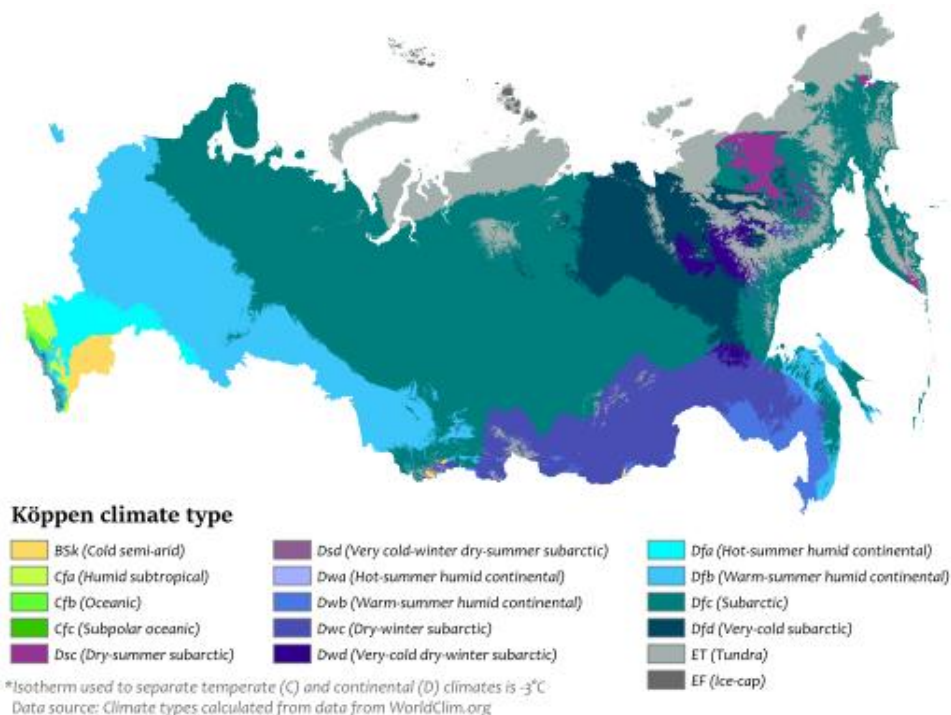 Köppen climate type
BSk (Cold semi-arid)
Cfa (Humid subtropical)
Cfb (Oceanic)
Cfc (Subpolar oceanic)
Dsc (Dry-summer subarctic)
Dsd (Very cold-winter dry-summer subarctic)
Dwa (Hot-summer humid continental)
Dwb (Warm-summer humid continental)
Dwc (Dry-winter subarctic)
Dwd (Very-cold dry-winter subarctic)
Dfa (Hot-summer humid continental)
Dfb (Warm-summer humid continental)
Dfc (Subarctic)
Dfd (Very-cold subarctic)
ET (Tundra)
EF (Ice-cap)
*Isotherm used to separate temperate (C) and continental (D) climates is -3°C
Data source: Climate types calculated from data from WorldClim.org